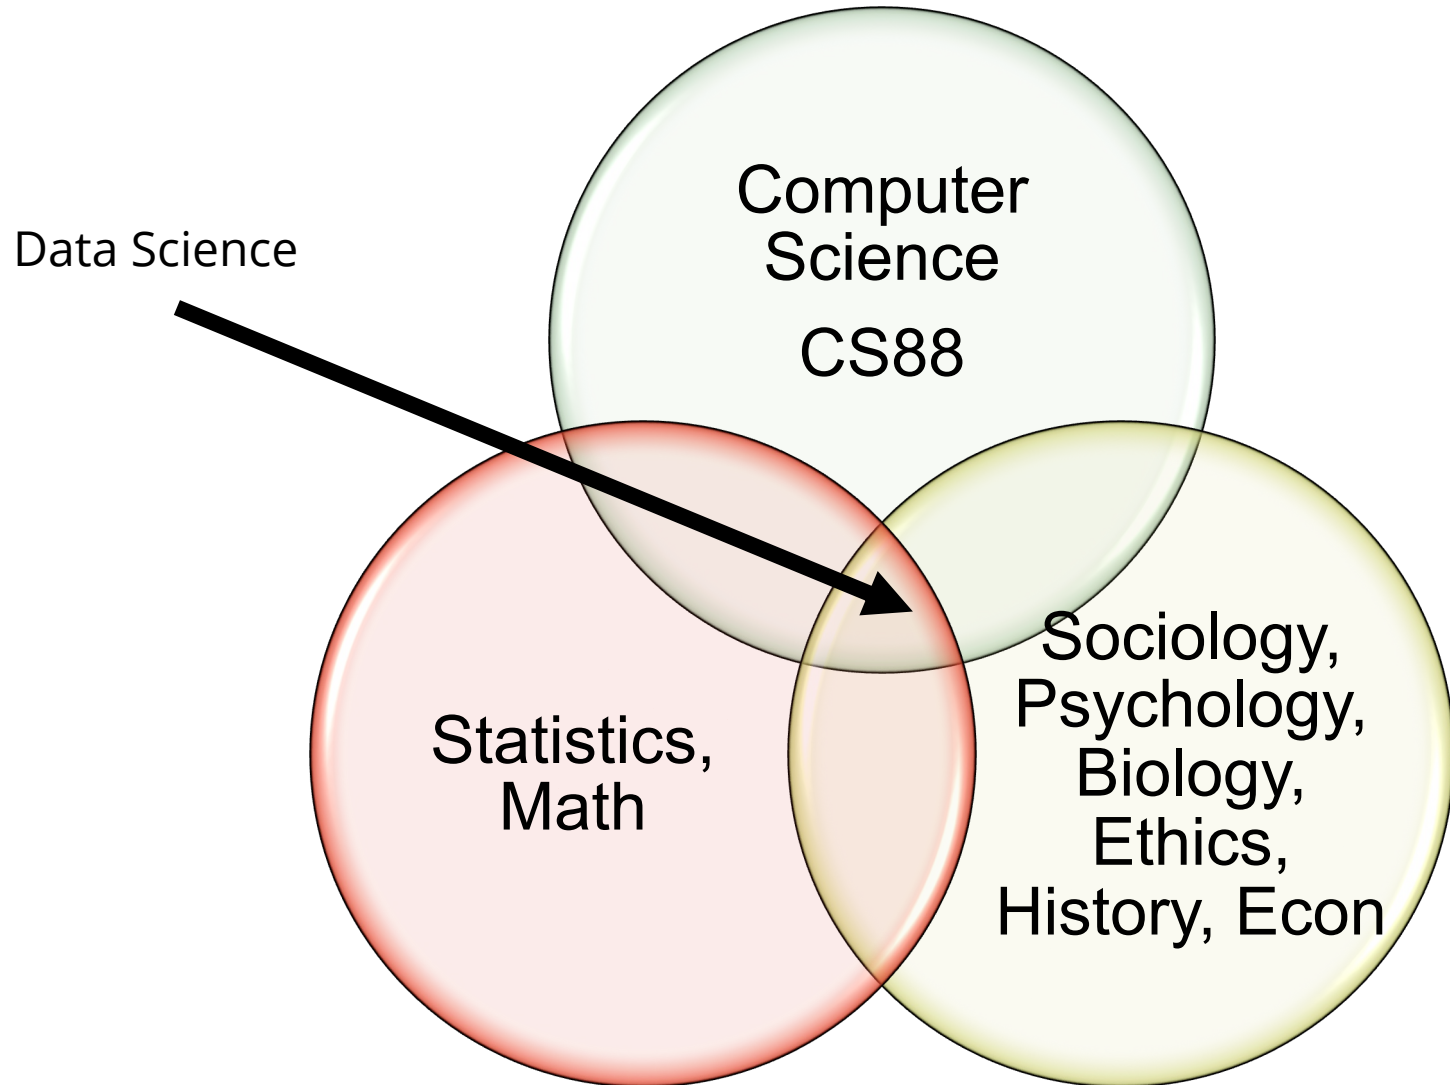 Computer
Science
CS88
Data Science
Statistics,
Math
Sociology,
Psychology,
Biology,
Ethics,
History, Econ